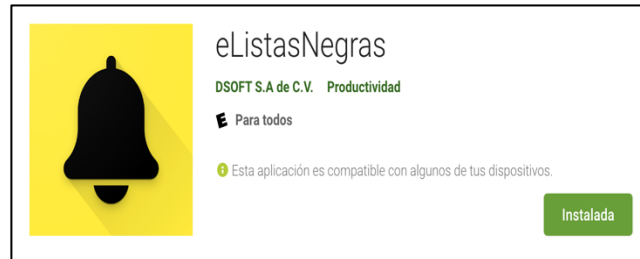 eListasNegras
DSOFT S.A de C.V. Productividad
E Para todos
Esta aplicación es compatible con algunos de tus dispositivos.
Instalada